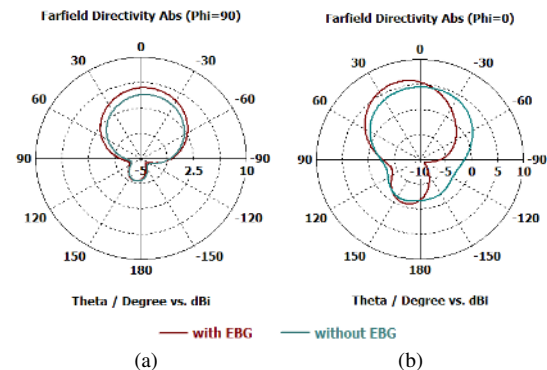 Farfield Directivity Abs (Phi=90)
0
30 -30
60 -60
90 -5 2.5 10 -90
120 -120
150 -150
180
Theta / Degree vs. dBi
Farfield Directivity Abs (Phi=0)
0
30 -30
60 -60
90 -10 -5 0 5 10 -90
120 -120
150 -150
180
Theta / Degree vs. dBi
with EBG without EBG
(a) (b)